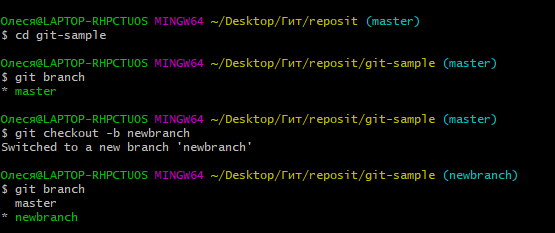 Олеся@LAPTOP-RHPCTUOS MINGW64 ~/Desktop/Гит/reposit (master)
$ cd git-sample
Олеся@LAPTOP-RHPCTUOS MINGW64 ~/Desktop/Гит/reposit/git-sample (master)
$ git branch
* master
Олеся@LAPTOP-RHPCTUOS MINGW64 ~/Desktop/Гит/reposit/git-sample (master)
$ git checkout -b newbranch
Switched to a new branch 'newbranch'
Олеся@LAPTOP-RHPCTUOS MINGW64 ~/Desktop/Гит/reposit/git-sample (newbranch)
$ git branch
  master
* newbranch